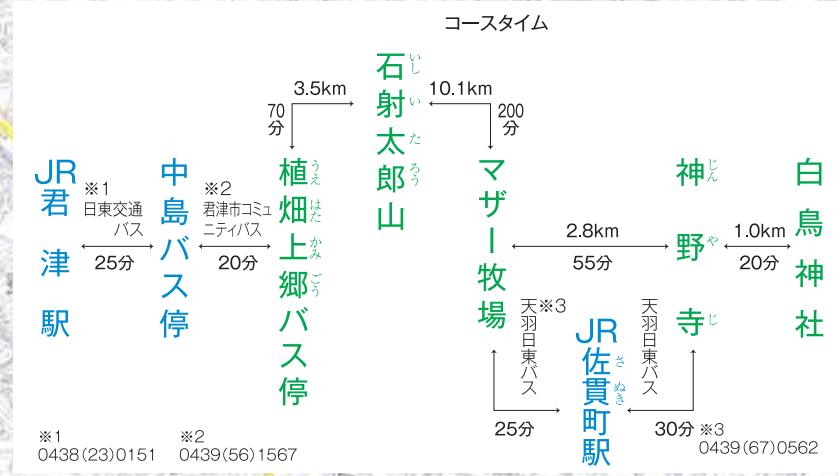 コースタイム
JR君津駅
※1
日東交通
バス
25分
中島バス停
※2
君津市コミュ
ニティバス
20分
植畑上郷バス停
うえはたかみごう
70
分
3.5km
石射太郎山
いしいたろう
10.1km
200
分
マザー牧場
2.8km
55分
神野寺
じんやじ
1.0km
20分
白鳥神社
天羽日東バス※3
25分
JR佐貫町駅
さぬき
天羽日東バス
30分
※1
0438(23)0151
※2
0439(56)1567
※3
0439(67)0562